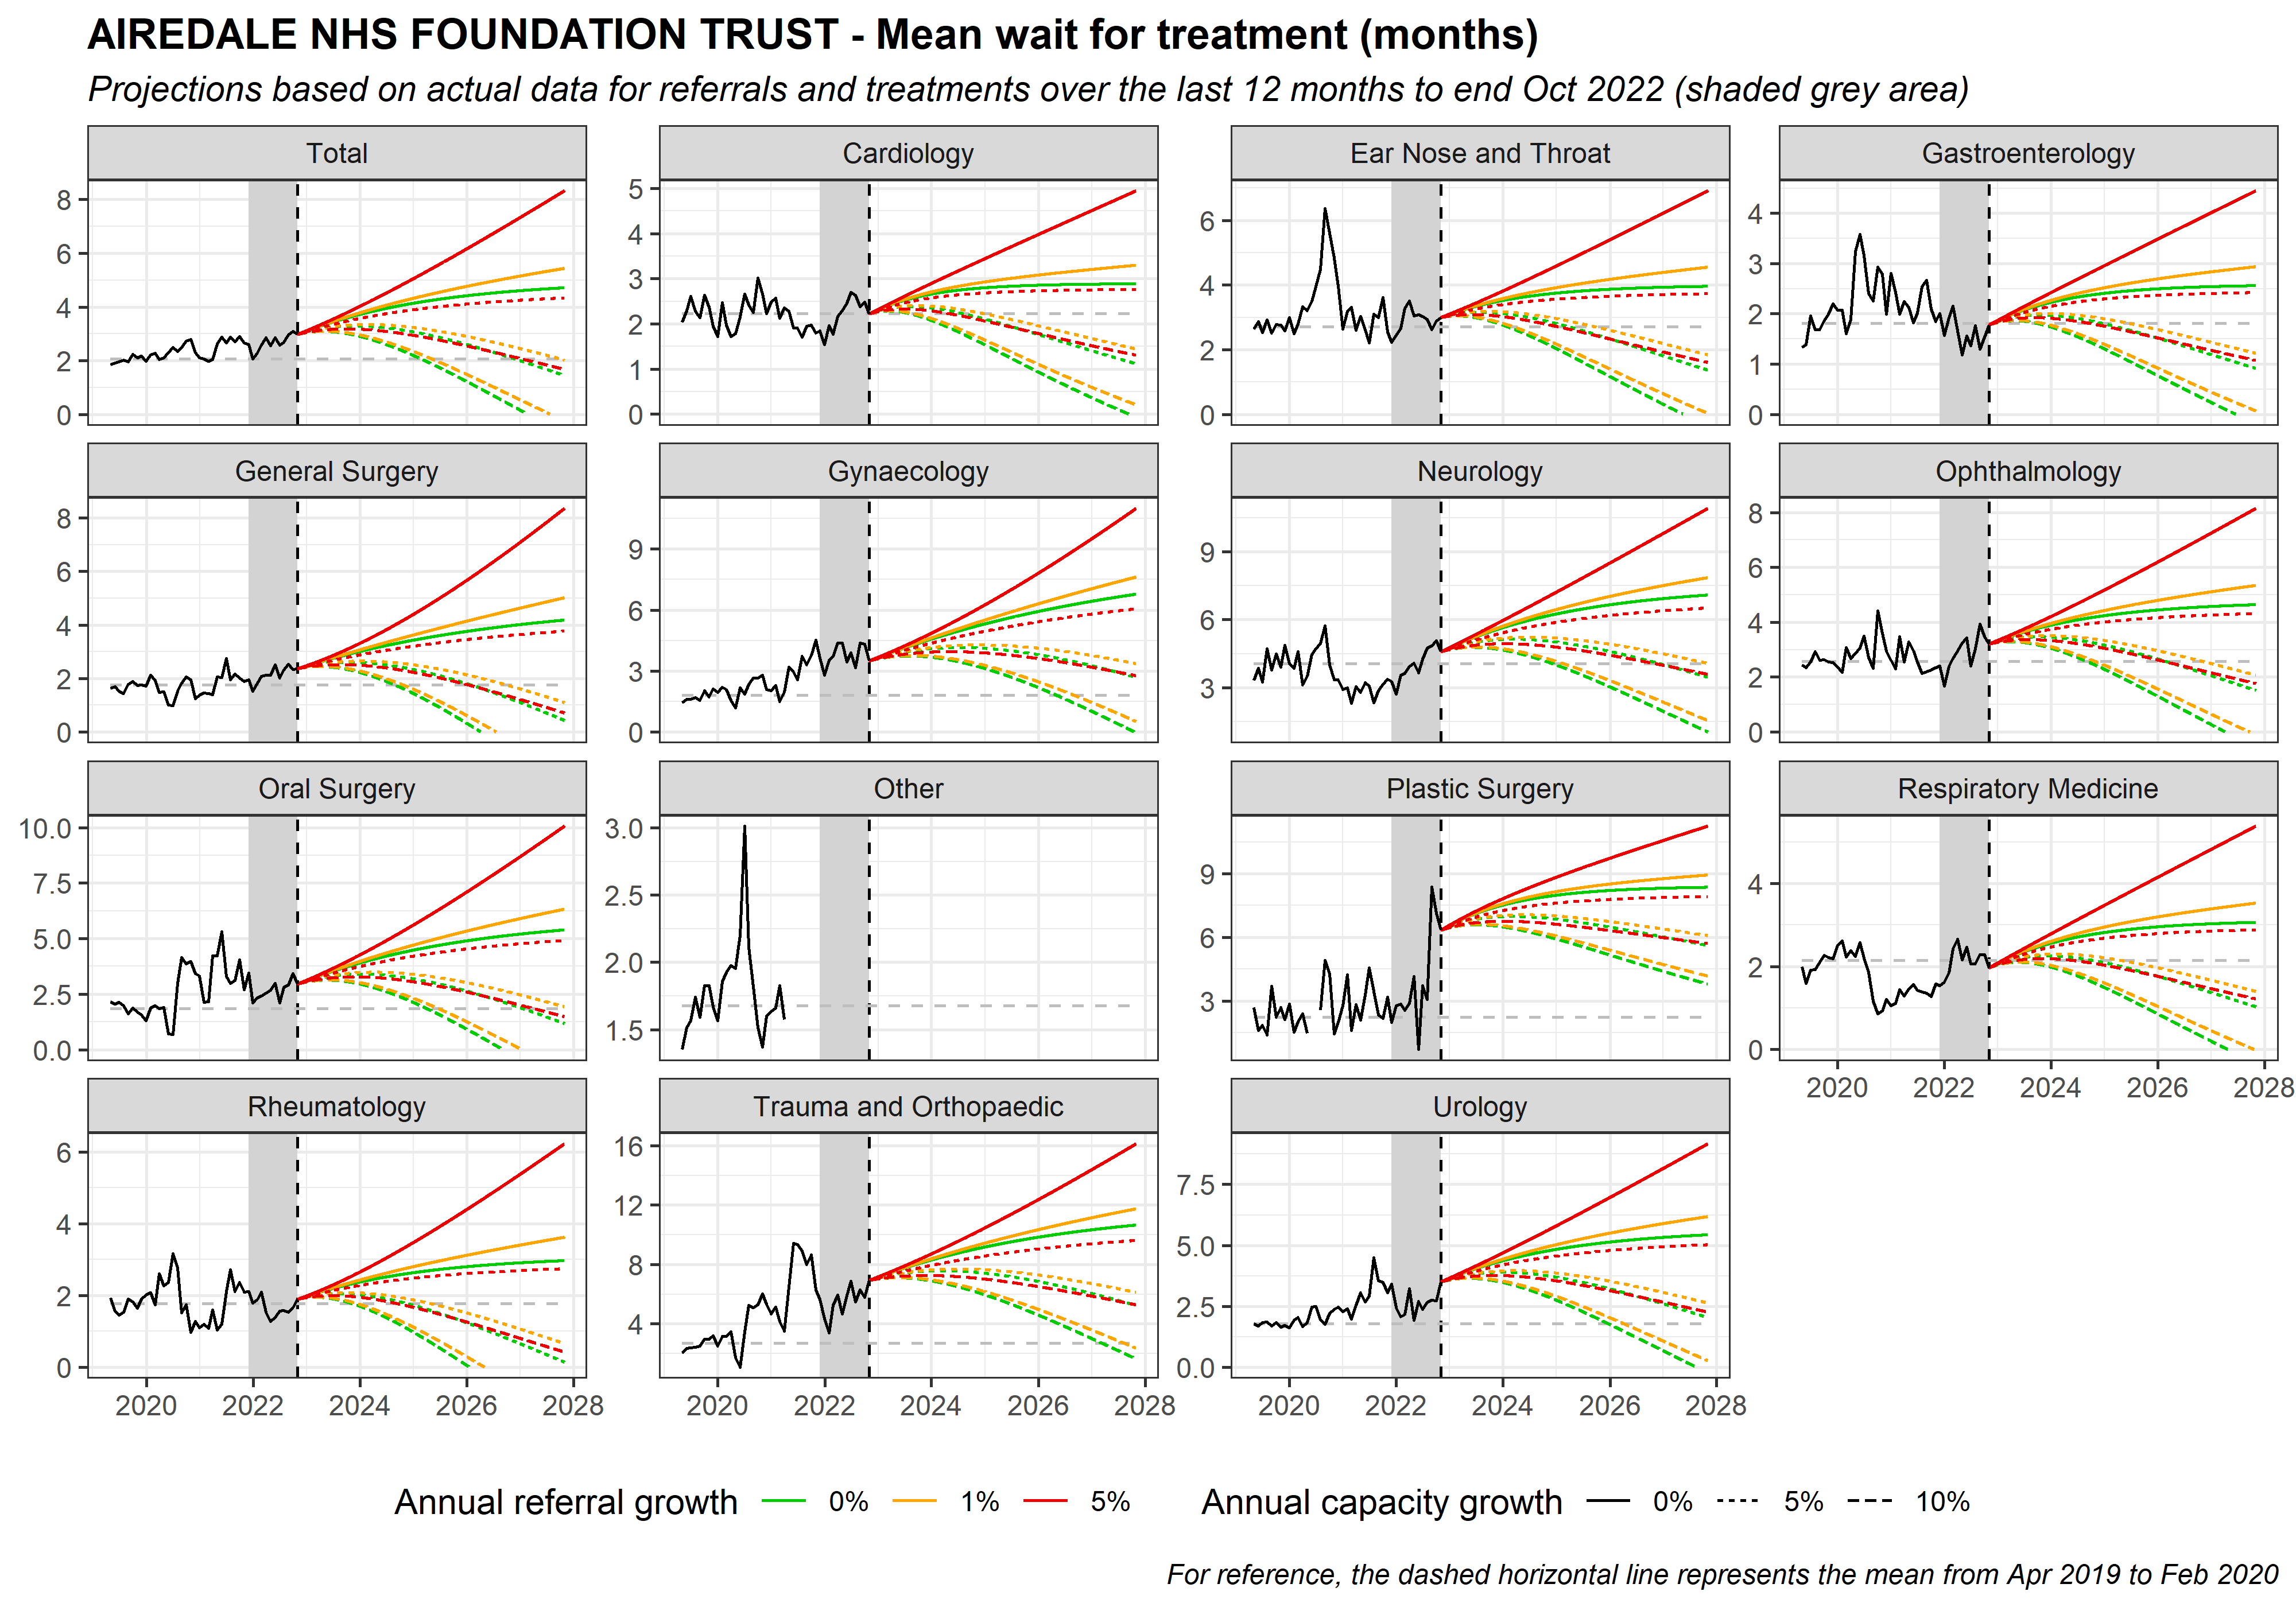 AIREDALE NHS FOUNDATION TRUST - Mean wait for treatment (months)
Projections based on actual data for referrals and treatments over the last 12 months to end Oct 2022 (shaded grey area)
Total
8
6
4
2
0
Cardiology
5
4
3
2
1
0
Ear Nose and Throat
6
4
2
0
Gastroenterology
4
3
2
1
0
General Surgery
8
6
4
2
0
Gynaecology
9
6
3
0
Neurology
9
6
3
Ophthalmology
8
6
4
2
0
Oral Surgery
10.0
7.5
5.0
2.5
0.0
Other
3.0
2.5
2.0
1.5
Plastic Surgery
9
6
3
Respiratory Medicine
4
2
0
2020 2022 2024 2026 2028
Rheumatology
6
4
2
0
2020 2022 2024 2026 2028
Trauma and Orthopaedic
16
12
8
4
2020 2022 2024 2026 2028
Urology
7.5
5.0
2.5
0.0
2020 2022 2024 2026 2028
Annual referral growth 0% 1% 5% Annual capacity growth 0% 5% 10%
For reference, the dashed horizontal line represents the mean from Apr 2019 to Feb 2020